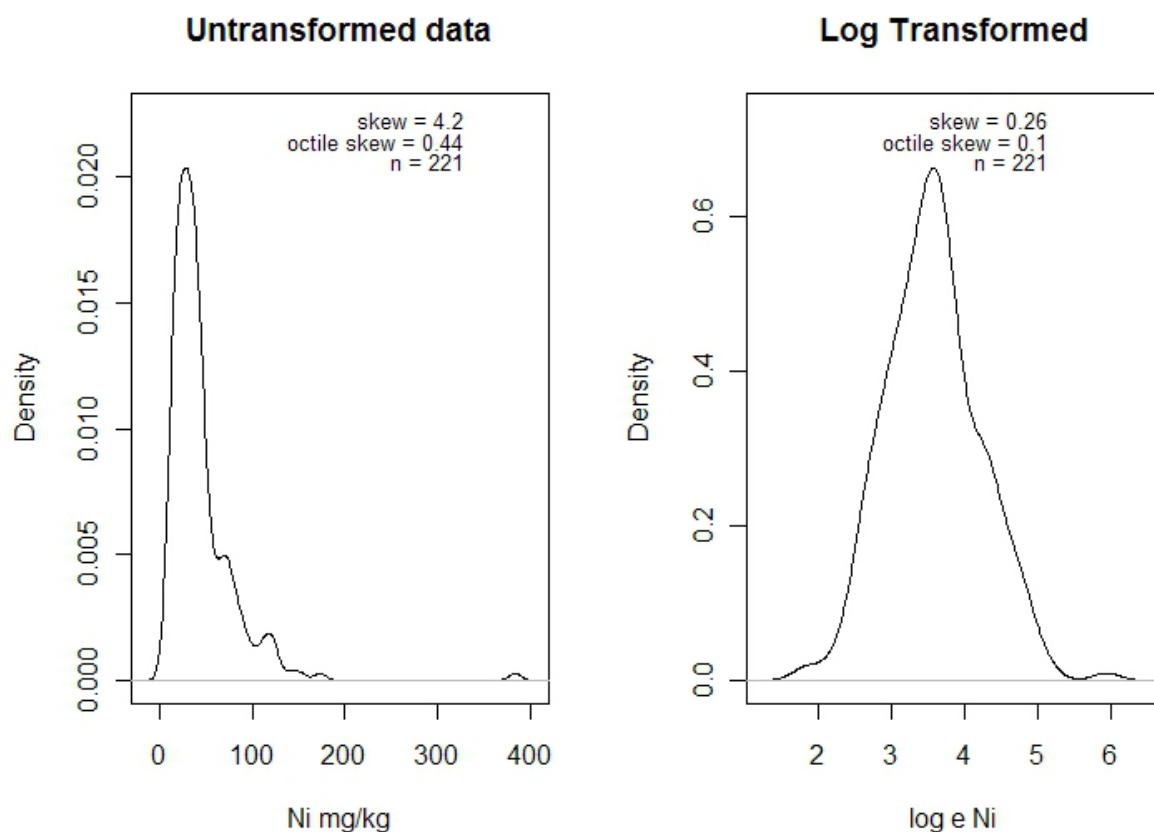 Untransformed data
skew = 4.2
octile skew = 0.44
n = 221
Density
0.020
0.015
0.010
0.005
0.000
0 100 200 300 400
Ni mg/kg
Log Transformed
skew = 0.26
octile skew = 0.1
n = 221
Density
0.6
0.4
0.2
0.0
2 3 4 5 6
log e Ni